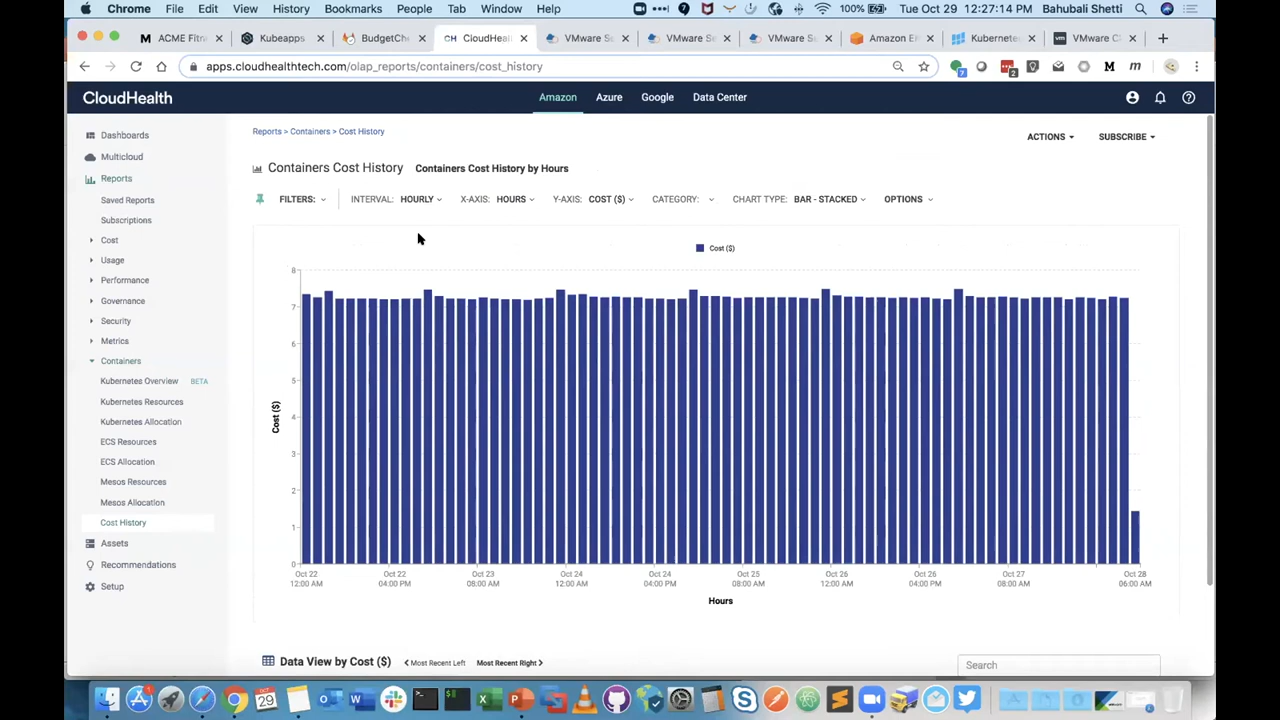 Chrome File Edit View History Bookmarks People Tab Window Help 100% Tue Oct 29 12:27:14 PM Bahubali Shetti
ACME Fitn Kubeapps BudgetChe CloudHeal VMware Se VMware Se VMware Se Amazon E Kubernete VMware C
apps.cloudhealthtech.com/olap_reports/containers/cost_history
CloudHealth Amazon Azure Google Data Center
Dashboards
Multicloud
Reports
Saved Reports
Subscriptions
Cost
Usage
Performance
Governance
Security
Metrics
Containers
Kubernetes Overview BETA
Kubernetes Resources
Kubernetes Allocation
ECS Resources
ECS Allocation
Mesos Resources
Mesos Allocation
Cost History
Assets
Recommendations
Setup
Reports > Containers > Cost History
ACTIONS SUBSCRIBE
Containers Cost History Containers Cost History by Hours
FILTERS: INTERVAL: HOURLY X-AXIS: HOURS Y-AXIS: COST ($) CATEGORY: CHART TYPE: BAR - STACKED OPTIONS
Cost ($)
8
7
6
5
4
3
2
1
0
Cost ($)
Oct 22 Oct 22 Oct 23 Oct 24 Oct 24 Oct 25 Oct 26 Oct 26 Oct 27 Oct 28
12:00 AM 04:00 PM 08:00 AM 12:00 AM 04:00 PM 08:00 AM 12:00 AM 04:00 PM 08:00 AM 06:00 AM
Hours
Data View by Cost ($) Most Recent Left Most Recent Right Search